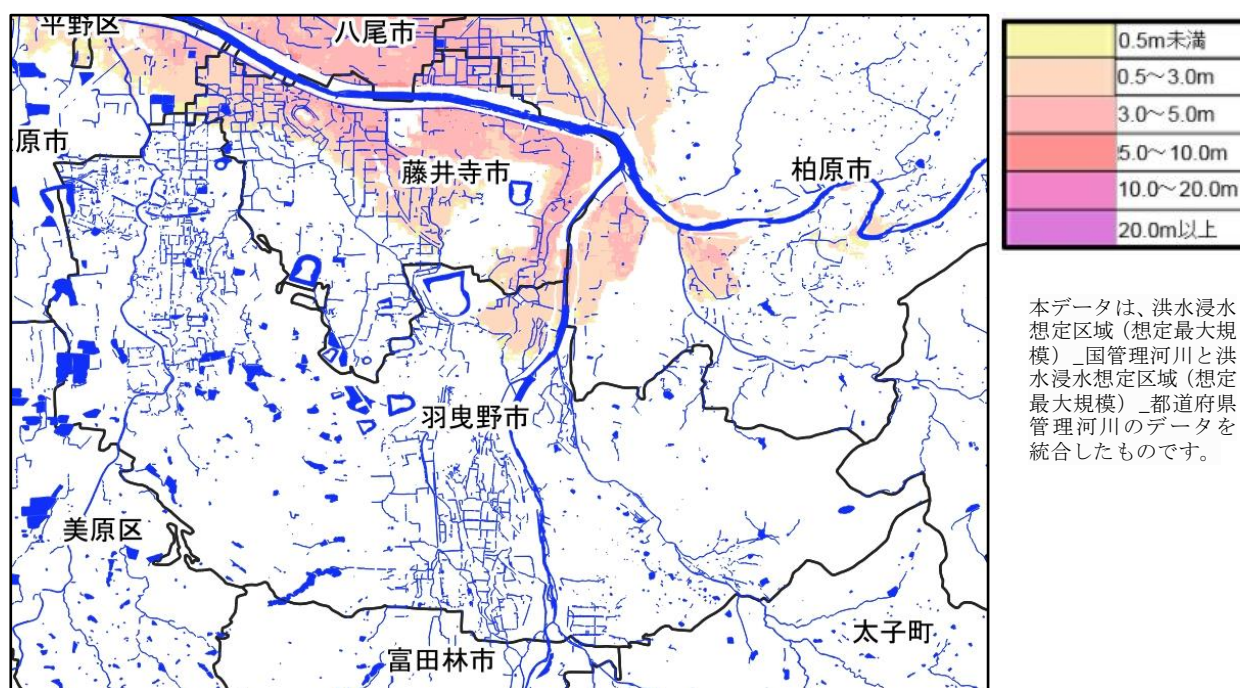 平野区
八尾市
原市
藤井寺市
柏原市
羽曳野市
美原区
太子町
富田林市
0.5m未満
0.5～3.0m
3.0～5.0m
5.0～10.0m
10.0～20.0m
20.0m以上
本データは、洪水浸水
想定区域（想定最大規
模）_国管理河川と洪
水浸水想定区域（想定
最大規模）_都道府県
管理河川のデータを
統合したものです。